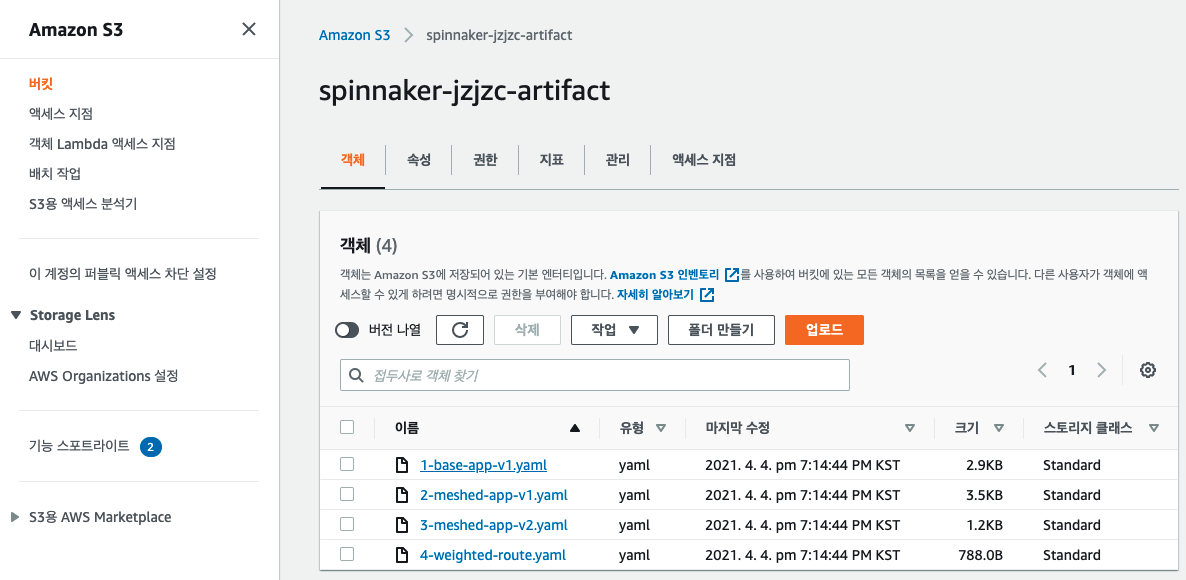 Amazon S3
버킷
액세스 지점
객체 Lambda 액세스 지점
배치 작업
S3용 액세스 분석기
이 계정의 퍼블릭 액세스 차단 설정
Storage Lens
대시보드
AWS Organizations 설정
기능 스포트라이트 2
S3용 AWS Marketplace
Amazon S3 spinnaker-jzjzc-artifact
spinnaker-jzjzc-artifact
객체 속성 권한 지표 관리 액세스 지점
객체 (4)
객체는 Amazon S3에 저장되어 있는 기본 엔터티입니다. Amazon S3 인벤토리 를 사용하여 버킷에 있는 모든 객체의 목록을 얻을 수 있습니다. 다른 사용자가 객체에 액
세스할 수 있게 하려면 명시적으로 권한을 부여해야 합니다. 자세히 알아보기
버전 나열 삭제 작업 폴더 만들기 업로드
접두사로 객체 찾기 1
이름 유형 마지막 수정 크기 스토리지 클래스
1-base-app-v1.yaml yaml 2021. 4. 4. pm 7:14:44 PM KST 2.9KB Standard
2-meshed-app-v1.yaml yaml 2021. 4. 4. pm 7:14:44 PM KST 3.5KB Standard
3-meshed-app-v2.yaml yaml 2021. 4. 4. pm 7:14:44 PM KST 1.2KB Standard
4-weighted-route.yaml yaml 2021. 4. 4. pm 7:14:44 PM KST 788.0B Standard